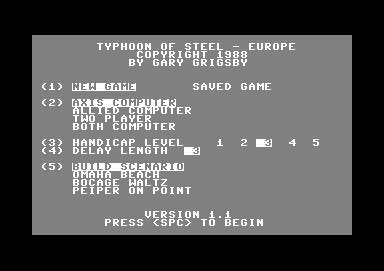 TYPHOON OF STEEL - EUROPE
COPYRIGHT 1988
BY GARY GRIGSBY
(1) NEW GAME SAVED GAME
(2) AXIS COMPUTER
ALLIED COMPUTER
TWO PLAYER
BOTH COMPUTER
(3) HANDICAP LEVEL 1 2 3 4 5
(4) DELAY LENGTH 3
(5) BUILD SCENARIO
OMAHA BEACH
BOCAGE WALTZ
PEIPER ON POINT
VERSION 1.1
PRESS <SPC> TO BEGIN